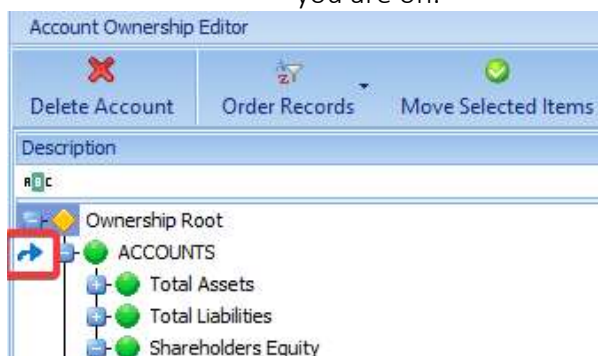 you are on.
Account Ownership Editor
Delete Account Order Records Move Selected Items
Description
ABC
Ownership Root
ACCOUNTS
Total Assets
Total Liabilities
Shareholders Equity